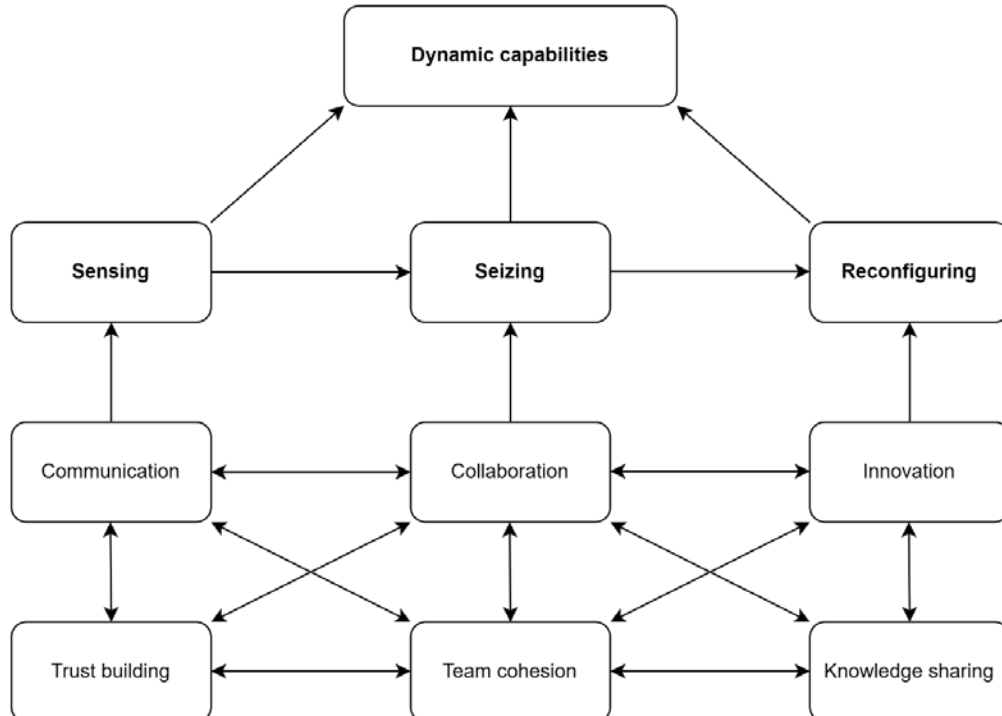 Dynamic capabilities
Sensing
Seizing
Reconfiguring
Communication
Collaboration
Innovation
Trust building
Team cohesion
Knowledge sharing